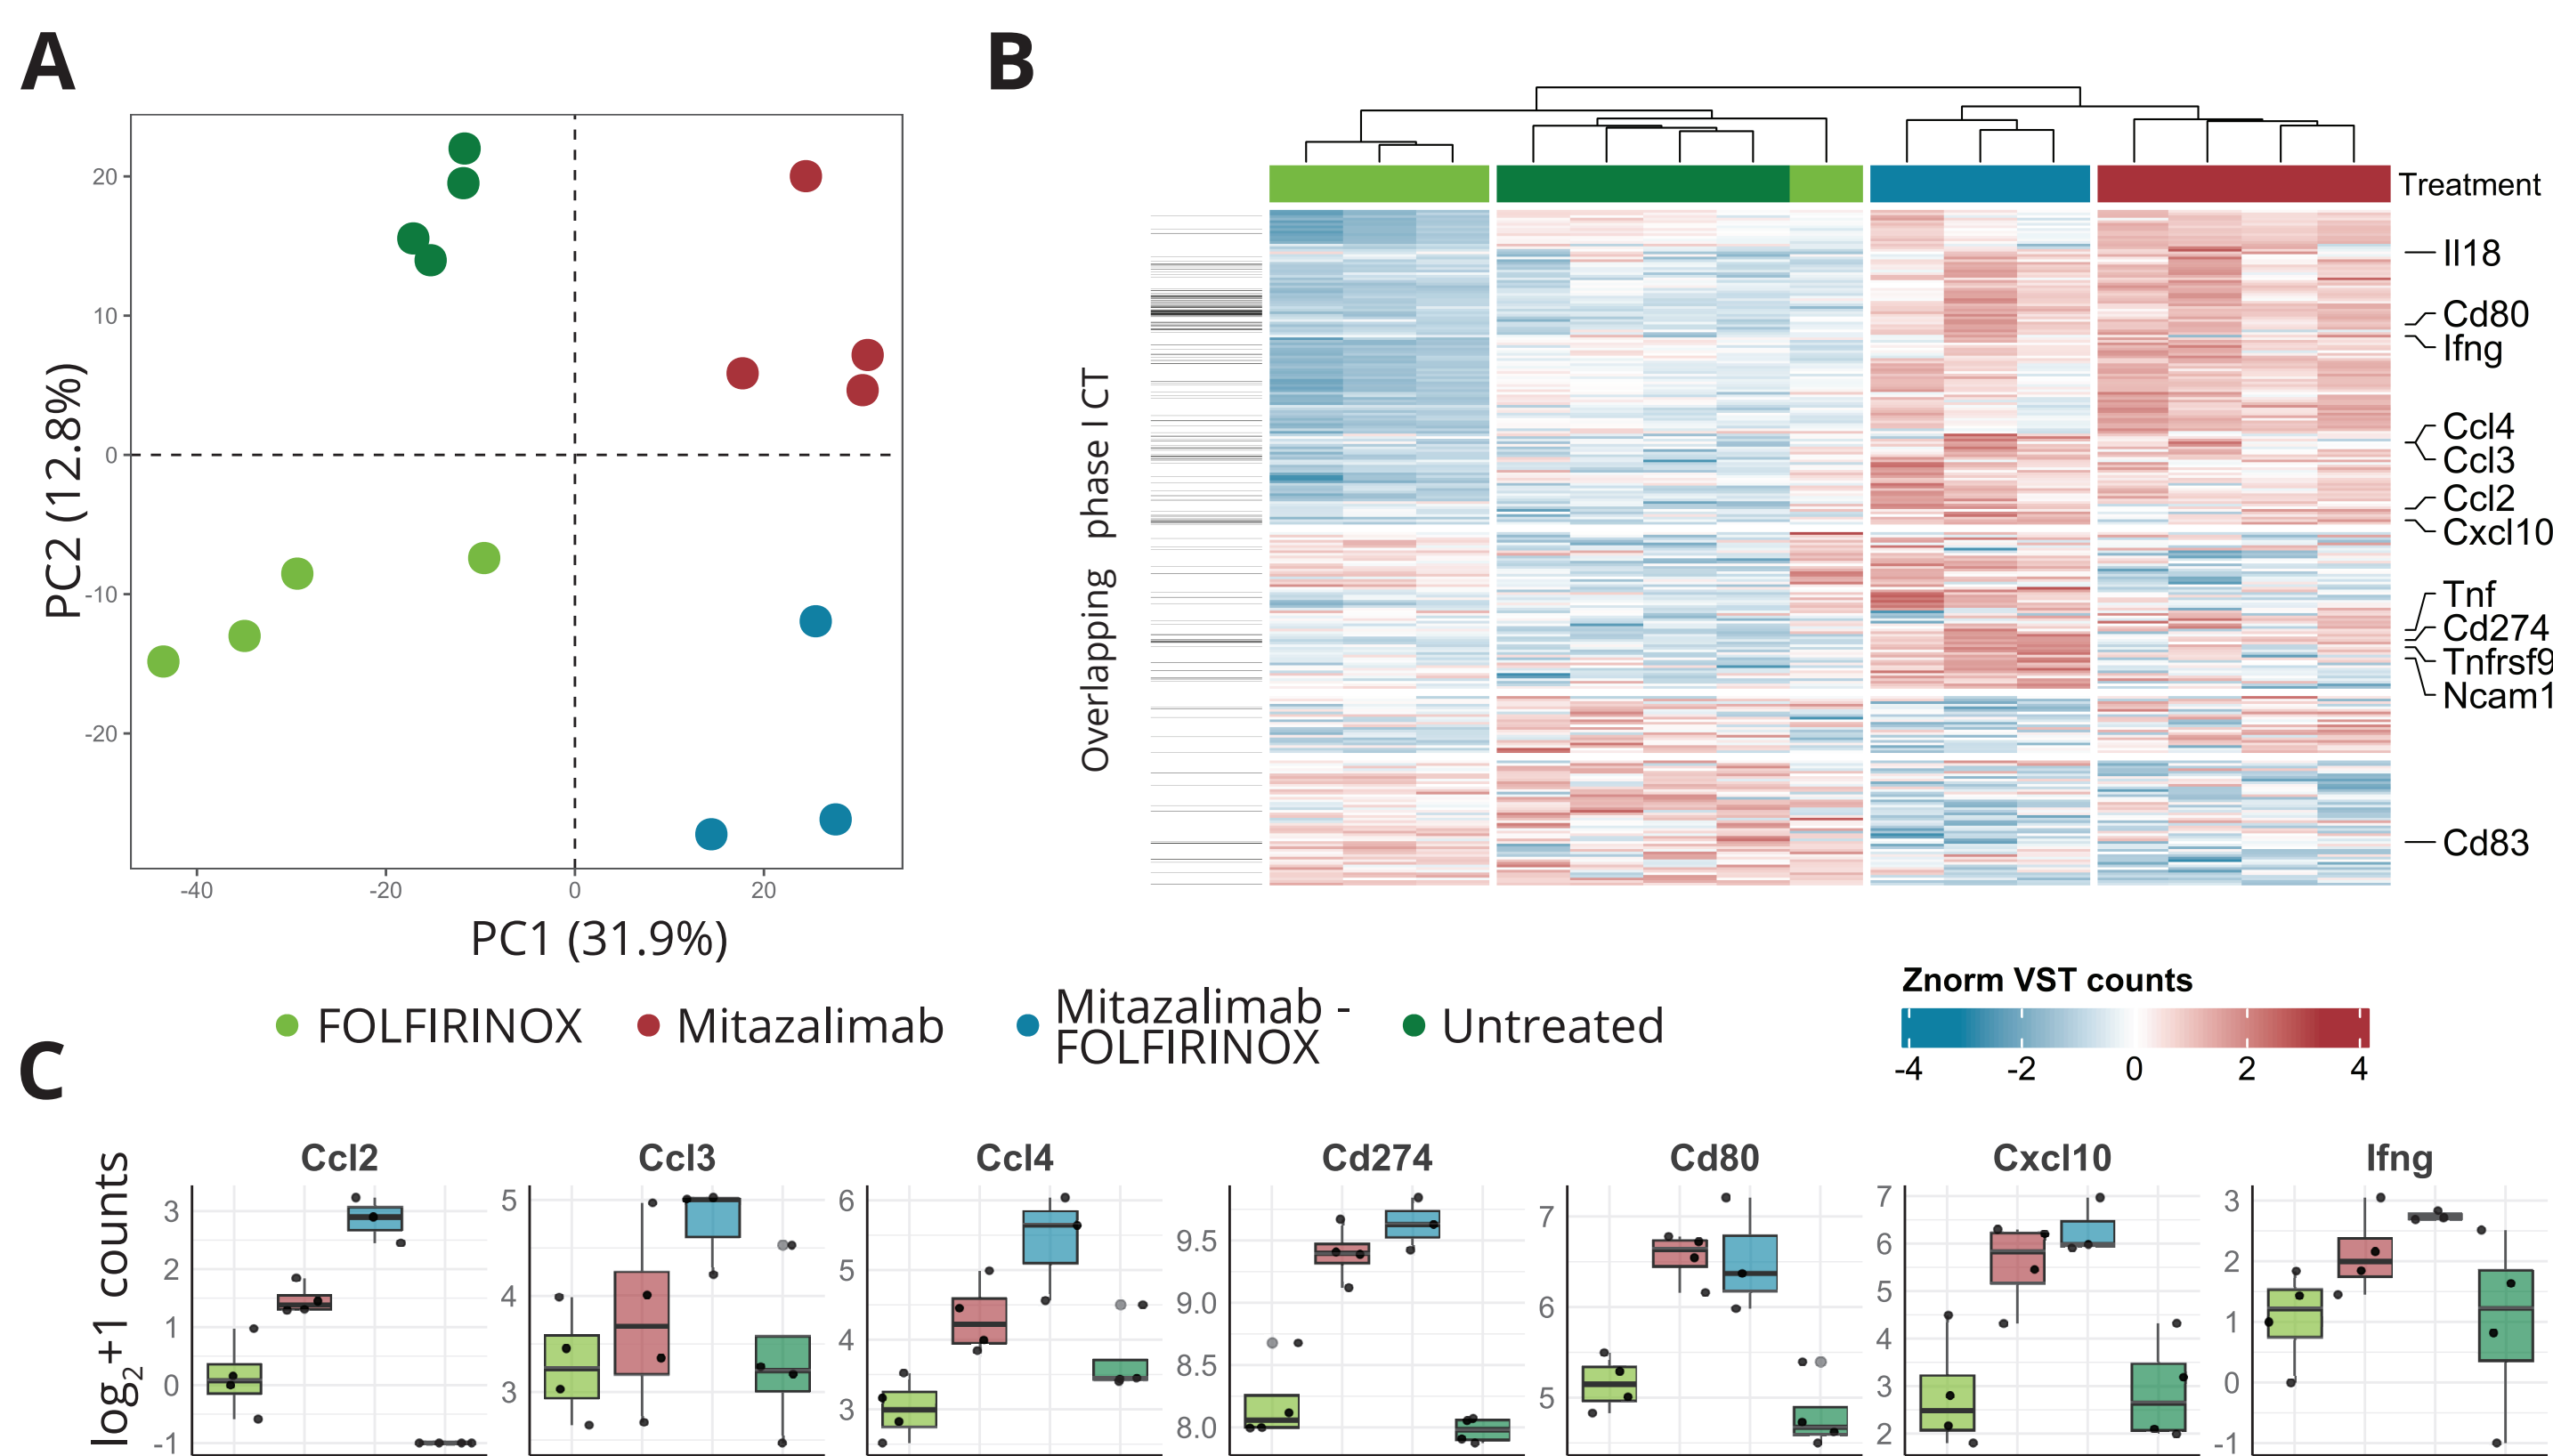 A
B
20
10
0
-10
-20
-40
-20
0
20
PC2 (12.8%)
PC1 (31.9%)
Overlapping phase I CT
Treatment
Il18
Cd80
Ifng
Ccl4
Ccl3
Ccl2
Cxcl10
Tnf
Cd274
Tnfrsf9
Ncam1
Cd83
FOLFIRINOX
Mitazalimab
Mitazalimab -
FOLFIRINOX
Untreated
Znorm VST counts
-4 -2 0 2 4
C
log2+1 counts
Ccl2
3
2
1
0
-1
Ccl3
5
4
3
Ccl4
6
5
4
3
Cd274
9.5
9.0
8.5
8.0
Cd80
7
6
5
Cxcl10
7
6
5
4
3
2
Ifng
3
2
1
0
-1